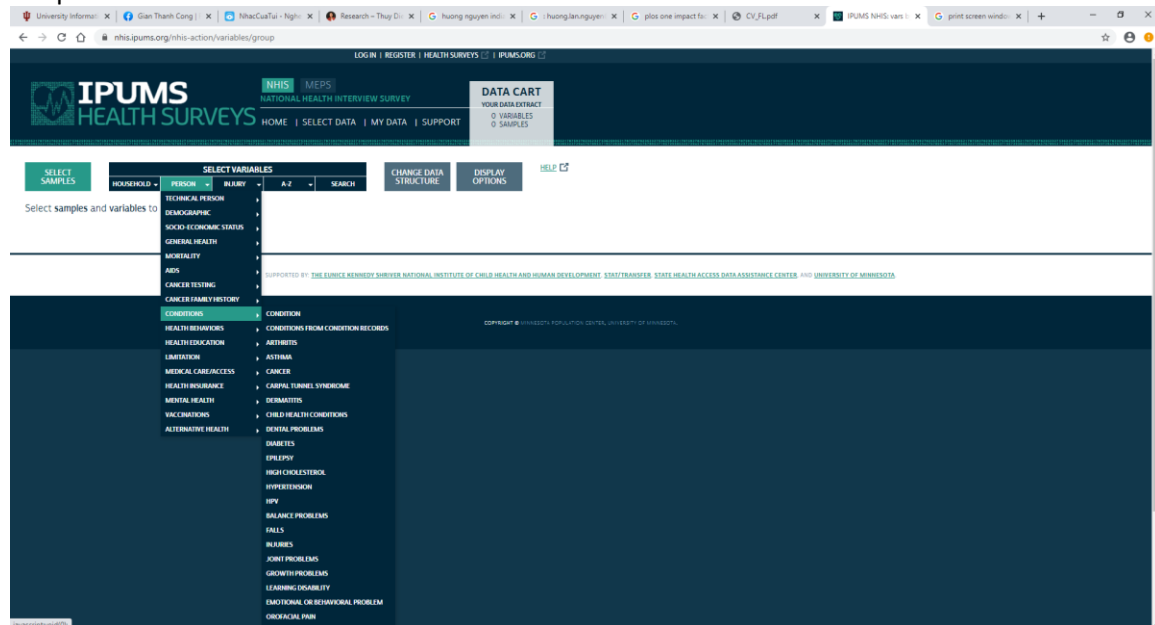 University Informati
Gian Thanh Cong |
NhacCuaTui - Nghe
Research – Thuy Di
huong nguyen indi
huong.lan.nguyen
plos one impact fac
CV_FL.pdf
IPUMS NHIS: vars b
print screen window
nhis.ipums.org/nhis-action/variables/group
LOG IN | REGISTER | HEALTH SURVEYS | IPUMS.ORG
IPUMS
HEALTH SURVEYS
NHIS MEPS
NATIONAL HEALTH INTERVIEW SURVEY
HOME | SELECT DATA | MY DATA | SUPPORT
DATA CART
YOUR DATA EXTRACT
0 VARIABLES
0 SAMPLES
SELECT
SAMPLES
SELECT VARIABLES
HOUSEHOLD PERSON INJURY A-Z SEARCH
CHANGE DATA
STRUCTURE
DISPLAY
OPTIONS
HELP
Select samples and variables to
TECHNICAL PERSON
DEMOGRAPHIC
SOCIO-ECONOMIC STATUS
GENERAL HEALTH
MORTALITY
AIDS
CANCER TESTING
CANCER FAMILY HISTORY
CONDITIONS
HEALTH BEHAVIORS
HEALTH EDUCATION
LIMITATION
MEDICAL CARE/ACCESS
HEALTH INSURANCE
MENTAL HEALTH
VACCINATIONS
ALTERNATIVE HEALTH
CONDITION
CONDITIONS FROM CONDITION RECORDS
ARTHRITIS
ASTHMA
CANCER
CARPAL TUNNEL SYNDROME
DERMATITIS
CHILD HEALTH CONDITIONS
DENTAL PROBLEMS
DIABETES
EPILEPSY
HIGH CHOLESTEROL
HYPERTENSION
HPV
BALANCE PROBLEMS
FALLS
INJURIES
JOINT PROBLEMS
GROWTH PROBLEMS
LEARNING DISABILITY
EMOTIONAL OR BEHAVIORAL PROBLEM
OROFACIAL PAIN
SUPPORTED BY: THE EUNICE KENNEDY SHRIVER NATIONAL INSTITUTE OF CHILD HEALTH AND HUMAN DEVELOPMENT, STAT/TRANSFER, STATE HEALTH ACCESS DATA ASSISTANCE CENTER, AND UNIVERSITY OF MINNESOTA
COPYRIGHT © MINNESOTA POPULATION CENTER, UNIVERSITY OF MINNESOTA.